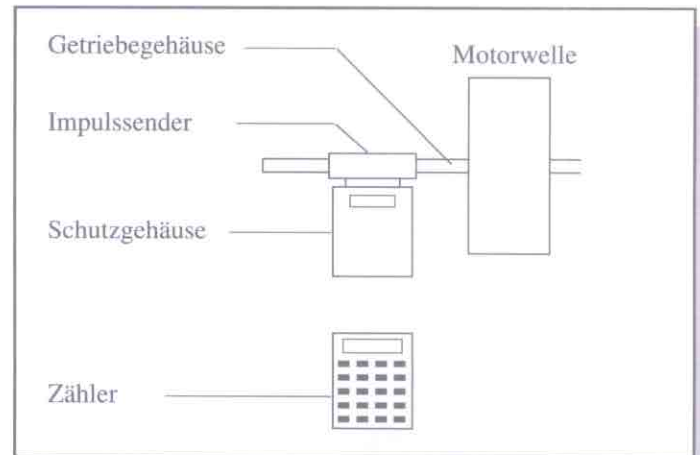 Getriebegehäuse
Motorwelle
Impulssender
Schutzgehäuse
Zähler